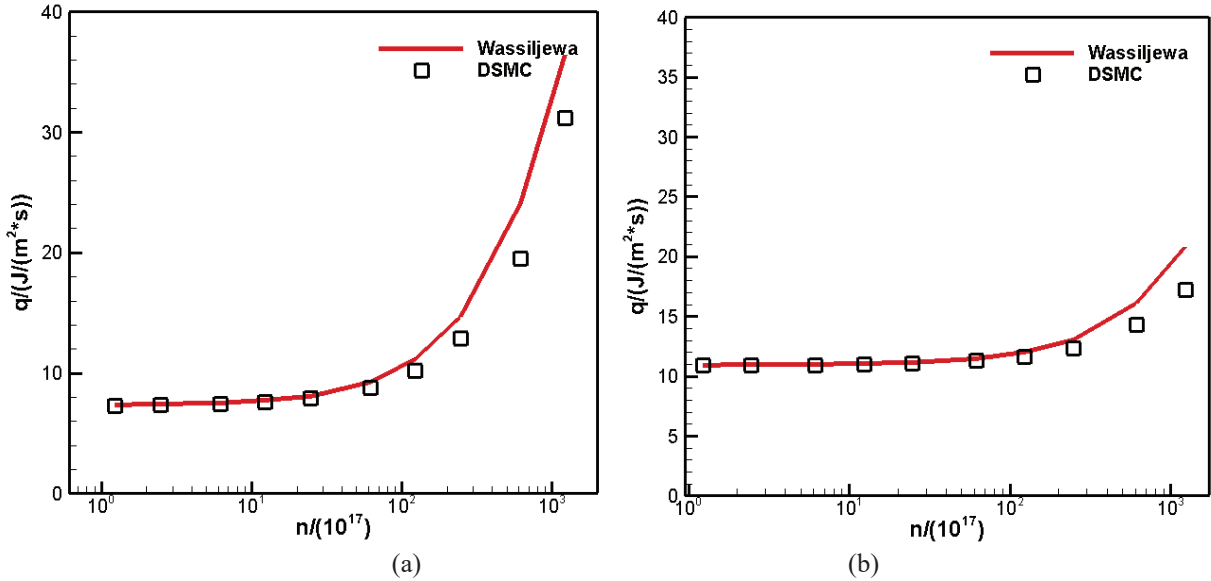 40
30
20
10
0
q/(J/(m²*s))
Wassiljewa
DSMC
10⁰ 10¹ 10² 10³
n/(10¹⁷)
(a)
40
35
30
25
20
15
10
5
0
q/(J/(m²*s))
Wassiljewa
DSMC
10⁰ 10¹ 10² 10³
n/(10¹⁷)
(b)